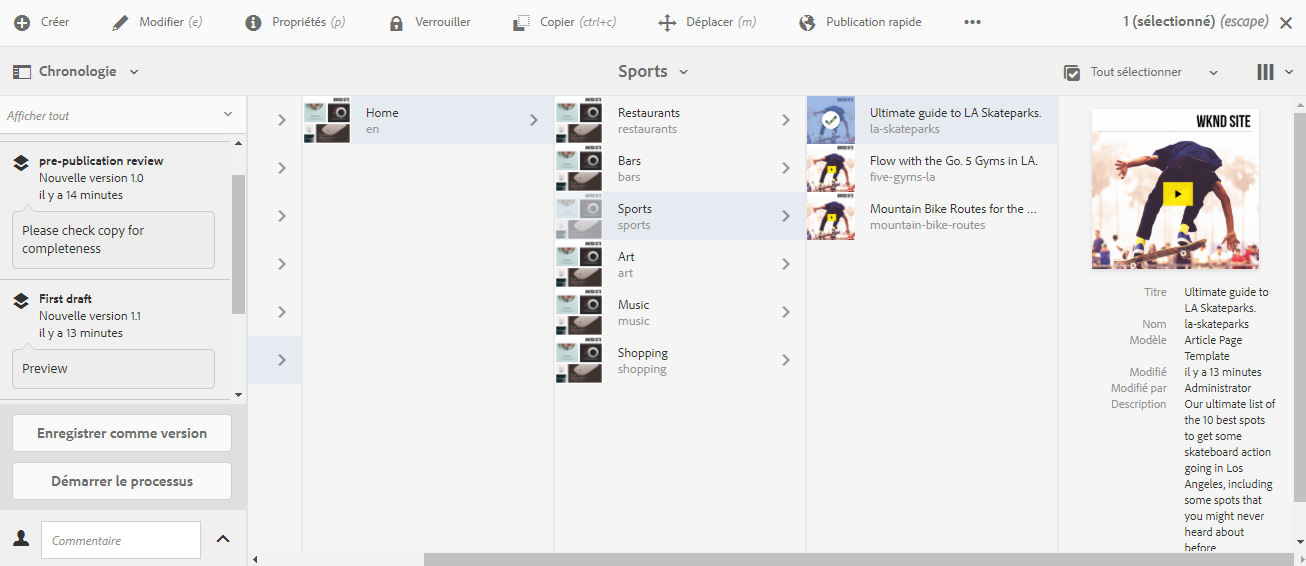 Créer
Modifier (e)
Propriétés (p)
Verrouiller
Copier (ctrl+c)
Déplacer (m)
Publication rapide
1 (sélectionné) (escape)
Chronologie
Sports
Tout sélectionner
Afficher tout
pre-publication review
Nouvelle version 1.0
il y a 14 minutes
Please check copy for
completeness
First draft
Nouvelle version 1.1
il y a 13 minutes
Preview
Enregistrer comme version
Démarrer le processus
Commentaire
Home
en
Restaurants
restaurants
Bars
bars
Sports
sports
Art
art
Music
music
Shopping
shopping
Ultimate guide to LA Skateparks.
la-skateparks
Flow with the Go. 5 Gyms in LA.
five-gyms-la
Mountain Bike Routes for the ...
mountain-bike-routes
WKND SITE
Titre Ultimate guide to
LA Skateparks.
Nom la-skateparks
Modèle Article Page
Template
Modifié il y a 13 minutes
Modifié par Administrator
Description Our ultimate list of
the 10 best spots
to get some
skateboard action
going in Los
Angeles, including
some spots that
you might never
heard about
before